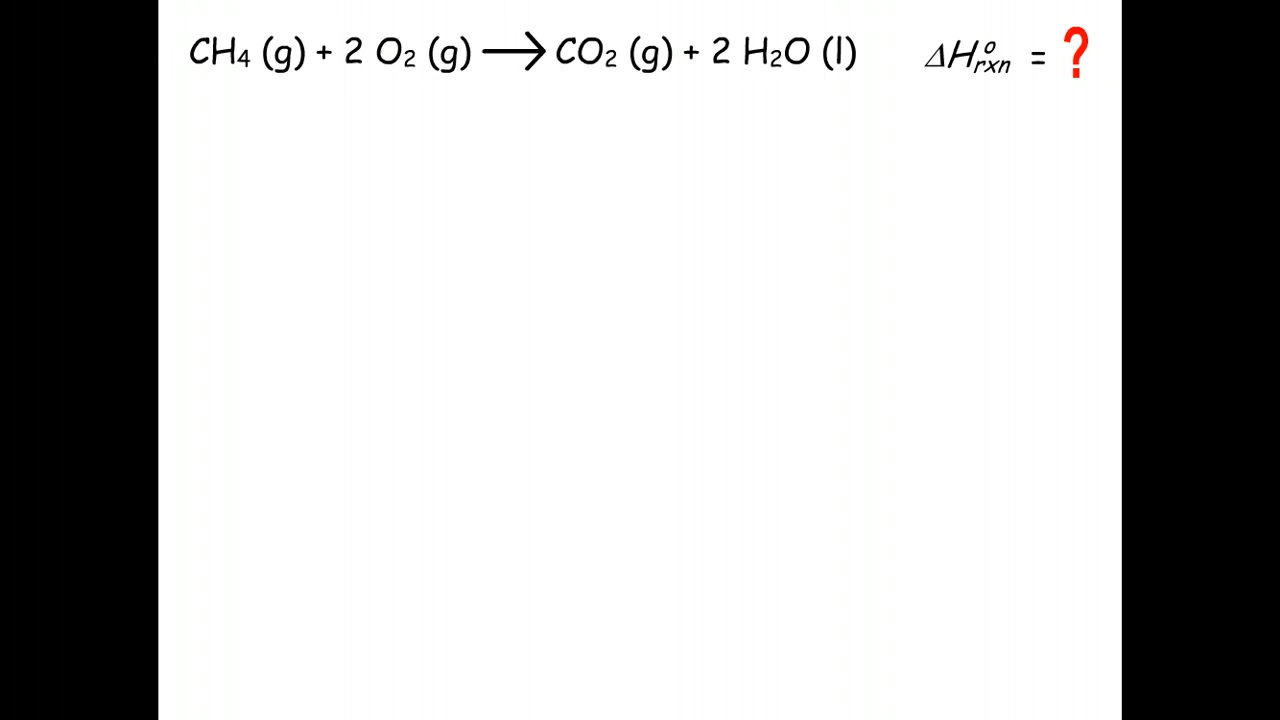 CH₄ (g) + 2 O₂ (g) ⟶ CO₂ (g) + 2 H₂O (l) ΔH°rxn = ?